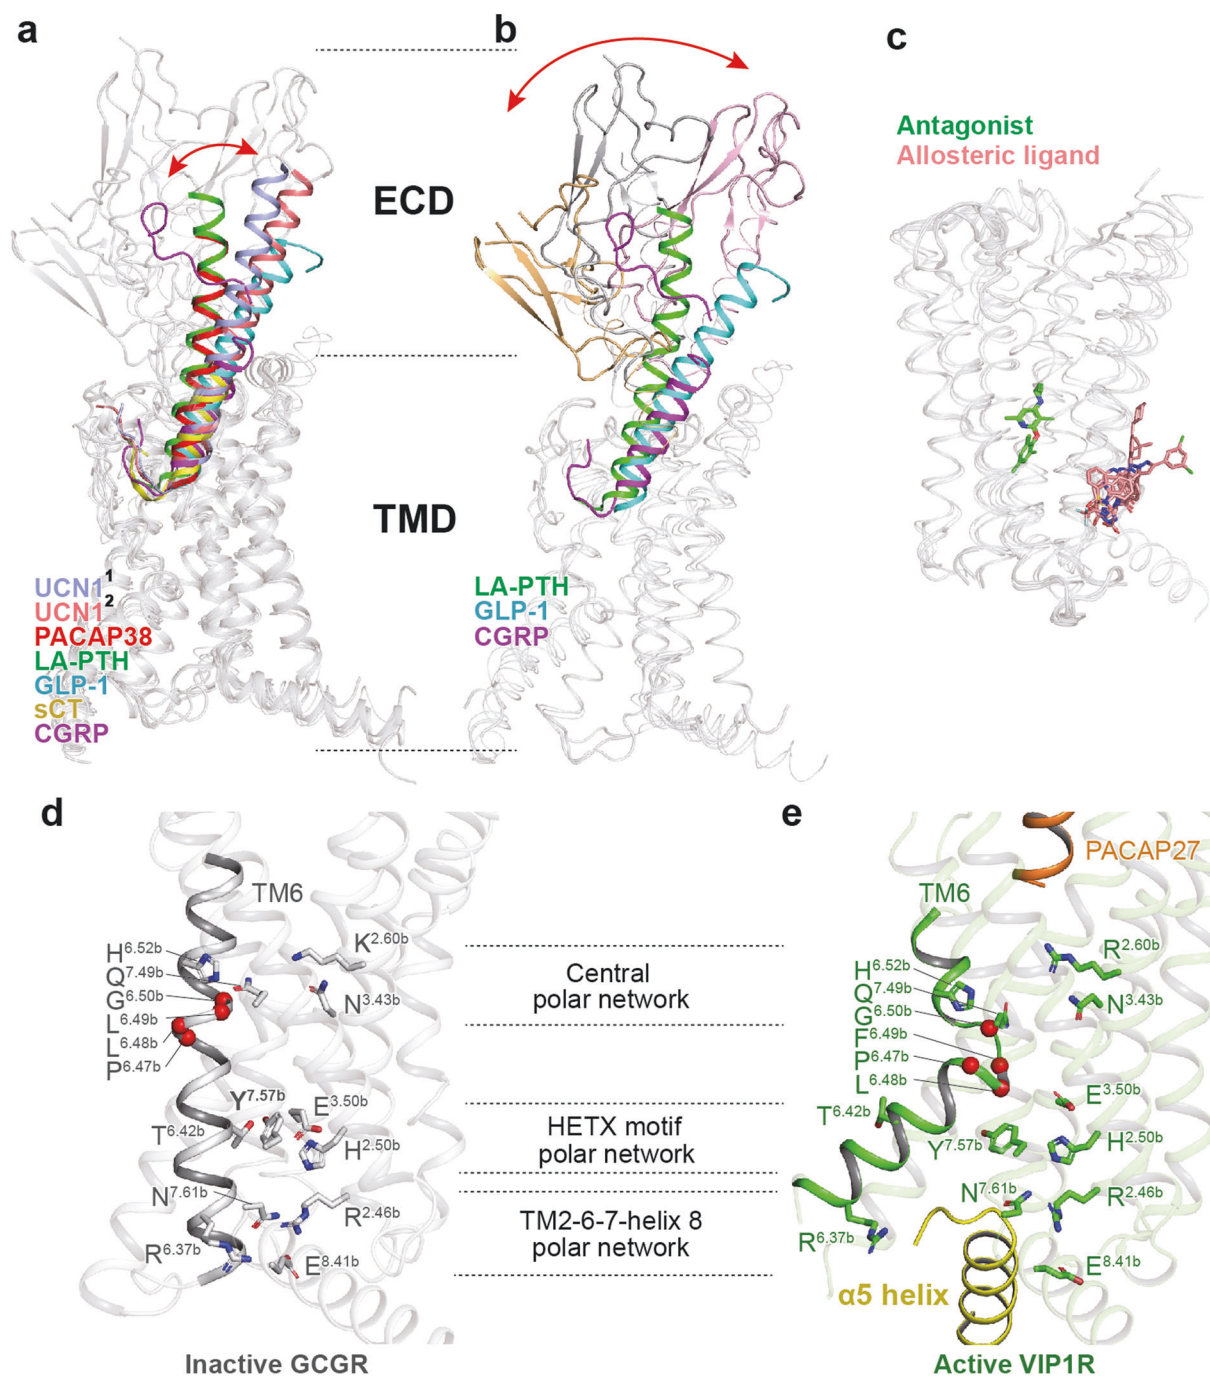 a
b
c
ECD
TMD
UCN1¹
UCN1²
PACAP38
LA-PTH
GLP-1
sCT
CGRP
LA-PTH
GLP-1
CGRP
Antagonist
Allosteric ligand
d
TM6
H⁶·⁵²ᵇ
Q⁷·⁴⁹ᵇ
G⁶·⁵⁰ᵇ
L⁶·⁴⁹ᵇ
L⁶·⁴⁸ᵇ
P⁶·⁴⁷ᵇ
K²·⁶⁰ᵇ
N³·⁴³ᵇ
Y⁷·⁵⁷ᵇ
E³·⁵⁰ᵇ
T⁶·⁴²ᵇ
H²·⁵⁰ᵇ
N⁷·⁶¹ᵇ
R²·⁴⁶ᵇ
R⁶·³⁷ᵇ
E⁸·⁴¹ᵇ
Inactive GCGR
Central
polar network
HETX motif
polar network
TM2-6-7-helix 8
polar network
e
PACAP27
TM6
R²·⁶⁰ᵇ
H⁶·⁵²ᵇ
Q⁷·⁴⁹ᵇ
G⁶·⁵⁰ᵇ
F⁶·⁴⁹ᵇ
P⁶·⁴⁷ᵇ
L⁶·⁴⁸ᵇ
N³·⁴³ᵇ
E³·⁵⁰ᵇ
T⁶·⁴²ᵇ
Y⁷·⁵⁷ᵇ
H²·⁵⁰ᵇ
N⁷·⁶¹ᵇ
R²·⁴⁶ᵇ
R⁶·³⁷ᵇ
E⁸·⁴¹ᵇ
α5 helix
Active VIP1R